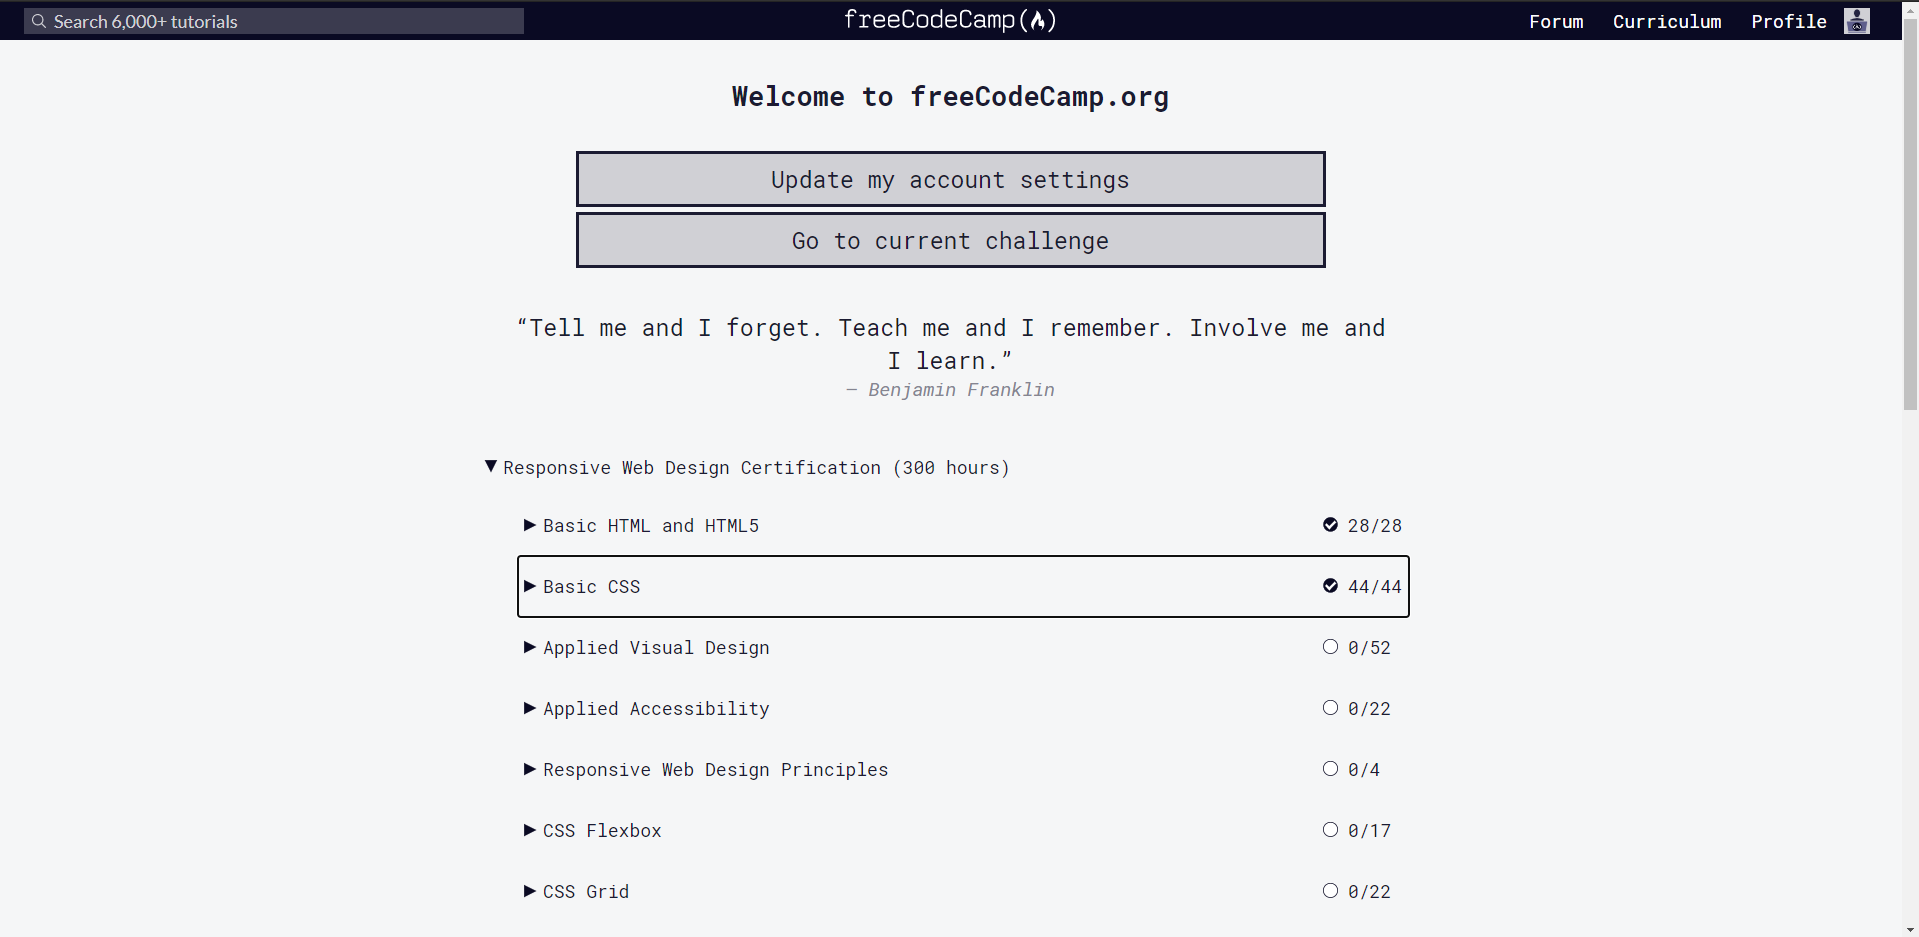 Search 6,000+ tutorials
freeCodeCamp
Forum
Curriculum
Profile
Welcome to freeCodeCamp.org
Update my account settings
Go to current challenge
“Tell me and I forget. Teach me and I remember. Involve me and
I learn.”
— Benjamin Franklin
Responsive Web Design Certification (300 hours)
Basic HTML and HTML5 28/28
Basic CSS 44/44
Applied Visual Design 0/52
Applied Accessibility 0/22
Responsive Web Design Principles 0/4
CSS Flexbox 0/17
CSS Grid 0/22